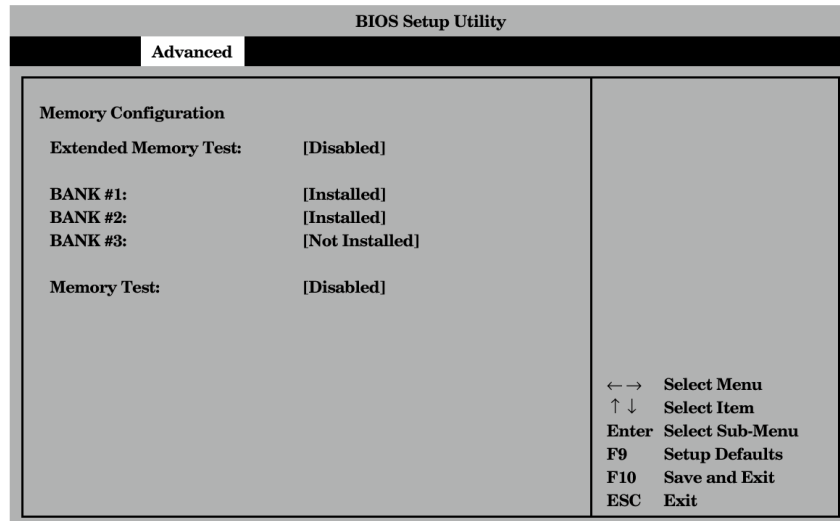 BIOS Setup Utility
Advanced
Memory Configuration
Extended Memory Test: [Disabled]
BANK #1: [Installed]
BANK #2: [Installed]
BANK #3: [Not Installed]
Memory Test: [Disabled]
←→ Select Menu
↑↓ Select Item
Enter Select Sub-Menu
F9 Setup Defaults
F10 Save and Exit
ESC Exit